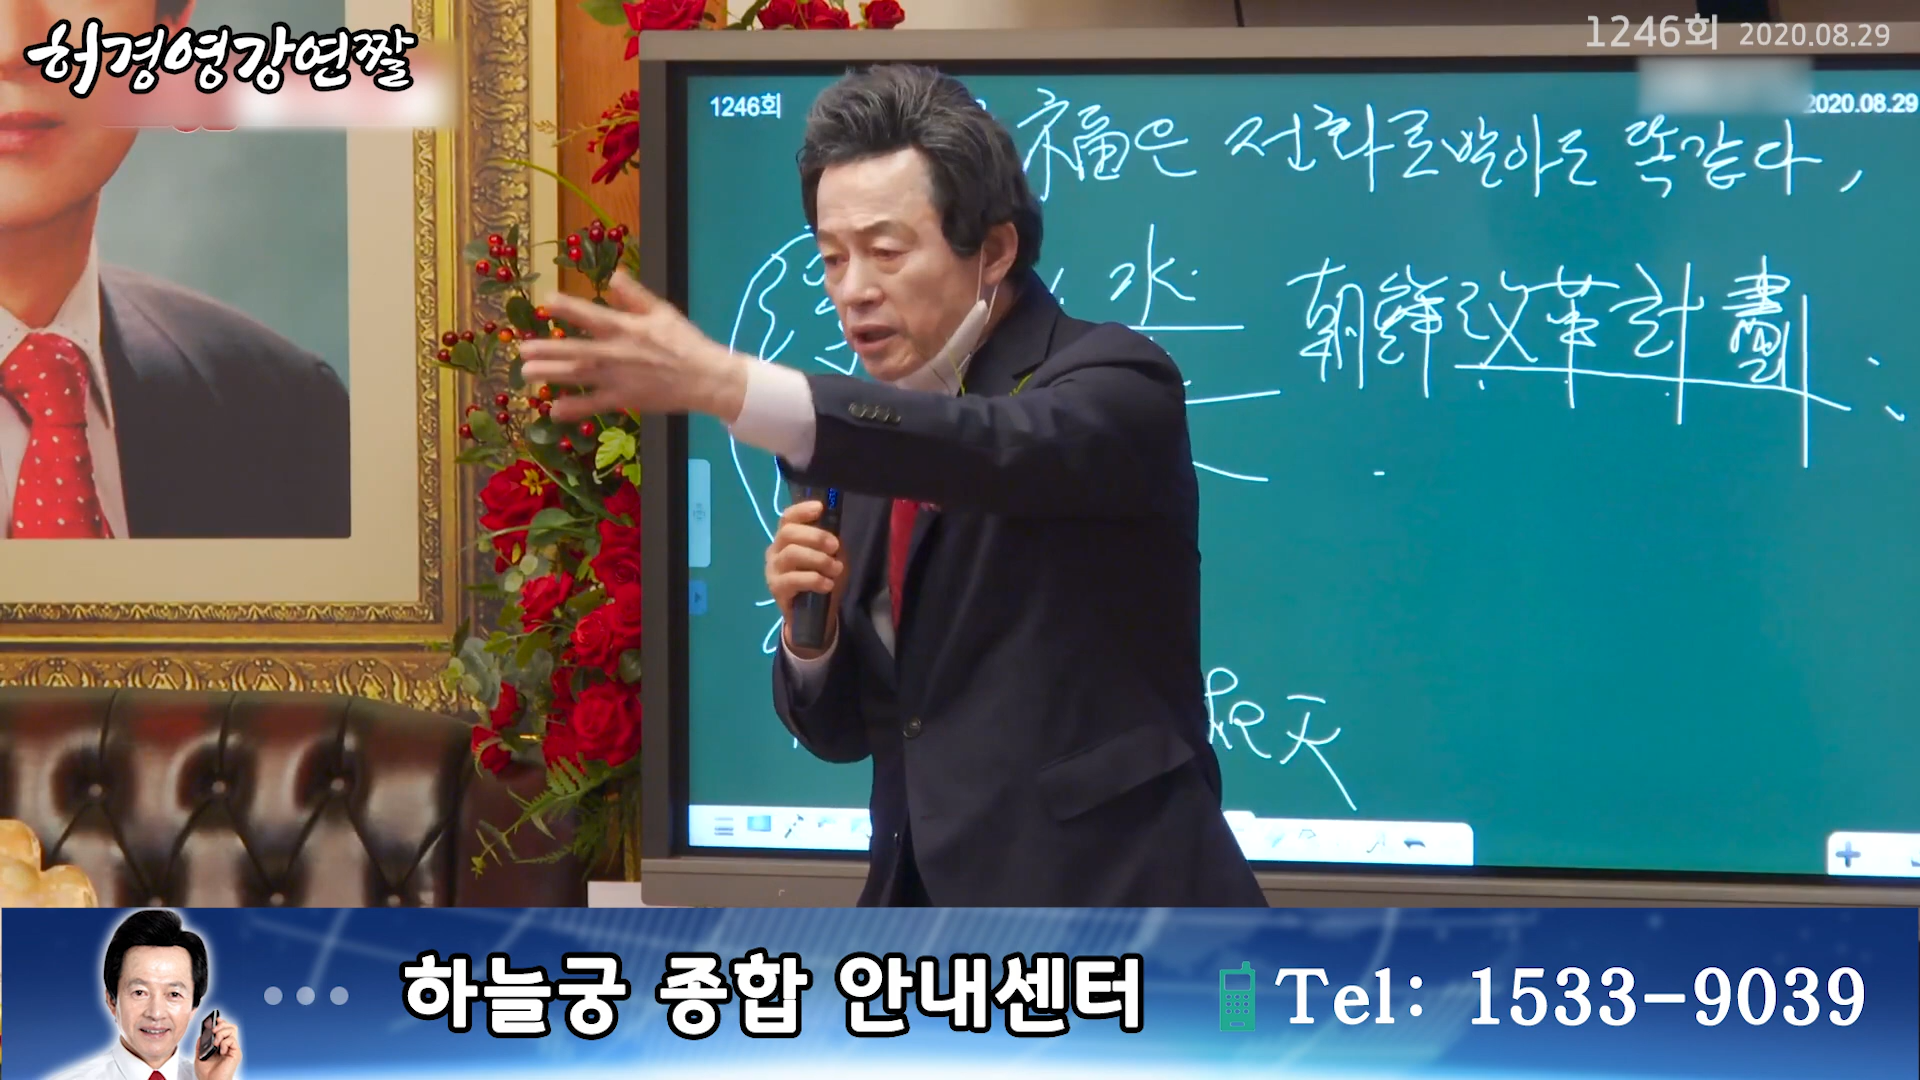 허경영강연짤
1246회 2020.08.29
1246회
2020.08.29
福은 전화로 받아도 똑같다,
水
朝鮮改革計劃
天
하늘궁 종합 안내센터
Tel: 1533-9039